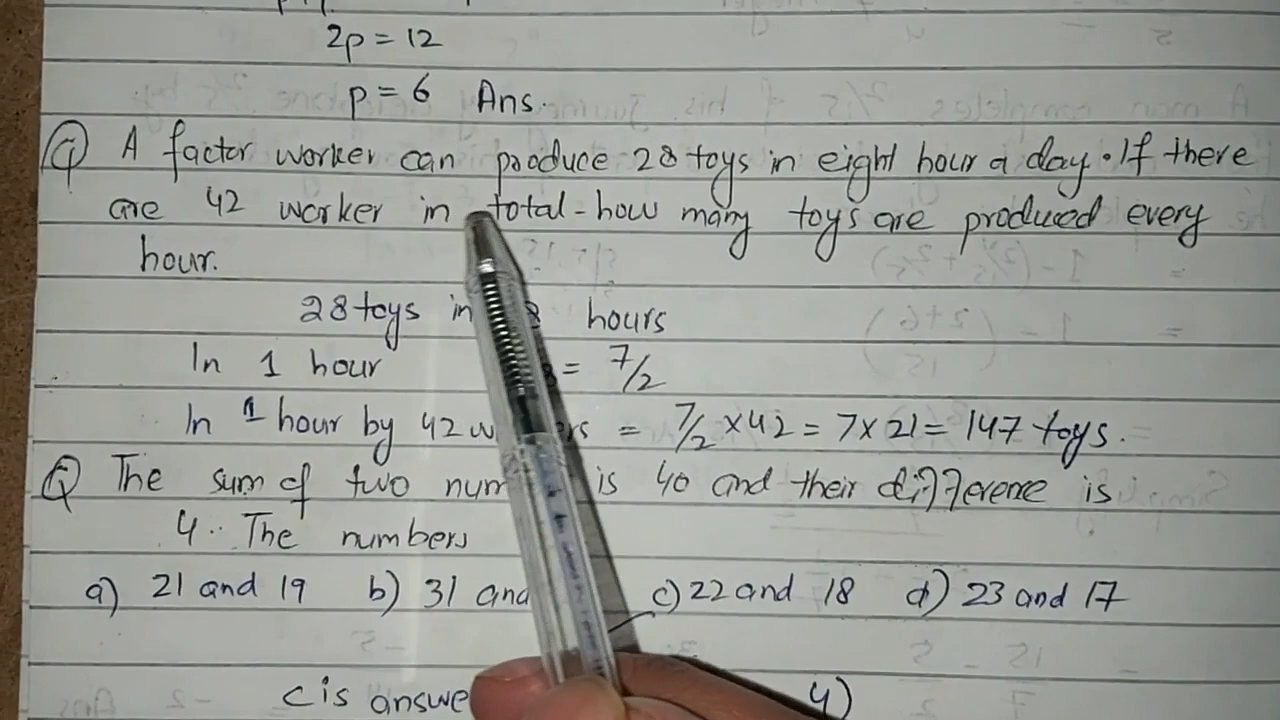 2p = 12
p = 6 Ans.
Q A factor worker can produce 28 toys in eight hour a day. If there
are 42 worker in total - how many toys are produced every
hour.
28 toys in 8 hours
In 1 hour = 7/2
In 1 hour by 42 = 7/2 × 42 = 7 × 21 = 147 toys.
Q The sum of two is 40 and their difference is
4. The numbers
a) 21 and 19 b) 31 and c) 22 and 18 d) 23 and 17
C is answe 4)